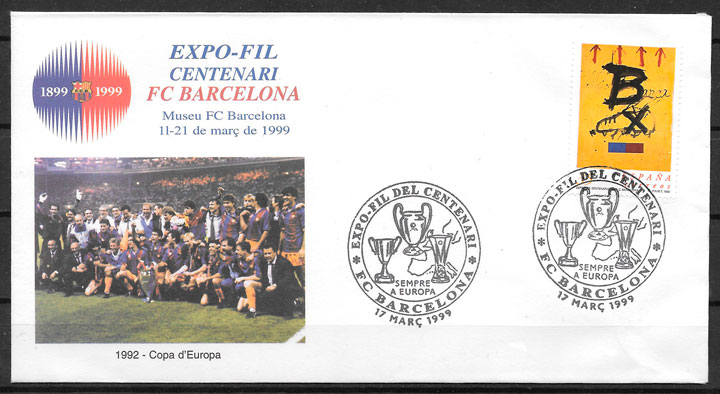 1899 1999
EXPO-FIL
CENTENARI
FC BARCELONA
Museu FC Barcelona
11-21 de març de 1999
1992 - Copa d'Europa
EXPO-FIL DEL CENTENARI
FC BARCELONA
SEMPRE
A EUROPA
17 MARÇ 1999
EXPO-FIL DEL CENTENARI
FC BARCELONA
SEMPRE
A EUROPA
17 MARÇ 1999
B
Barça
X
ESPAÑA